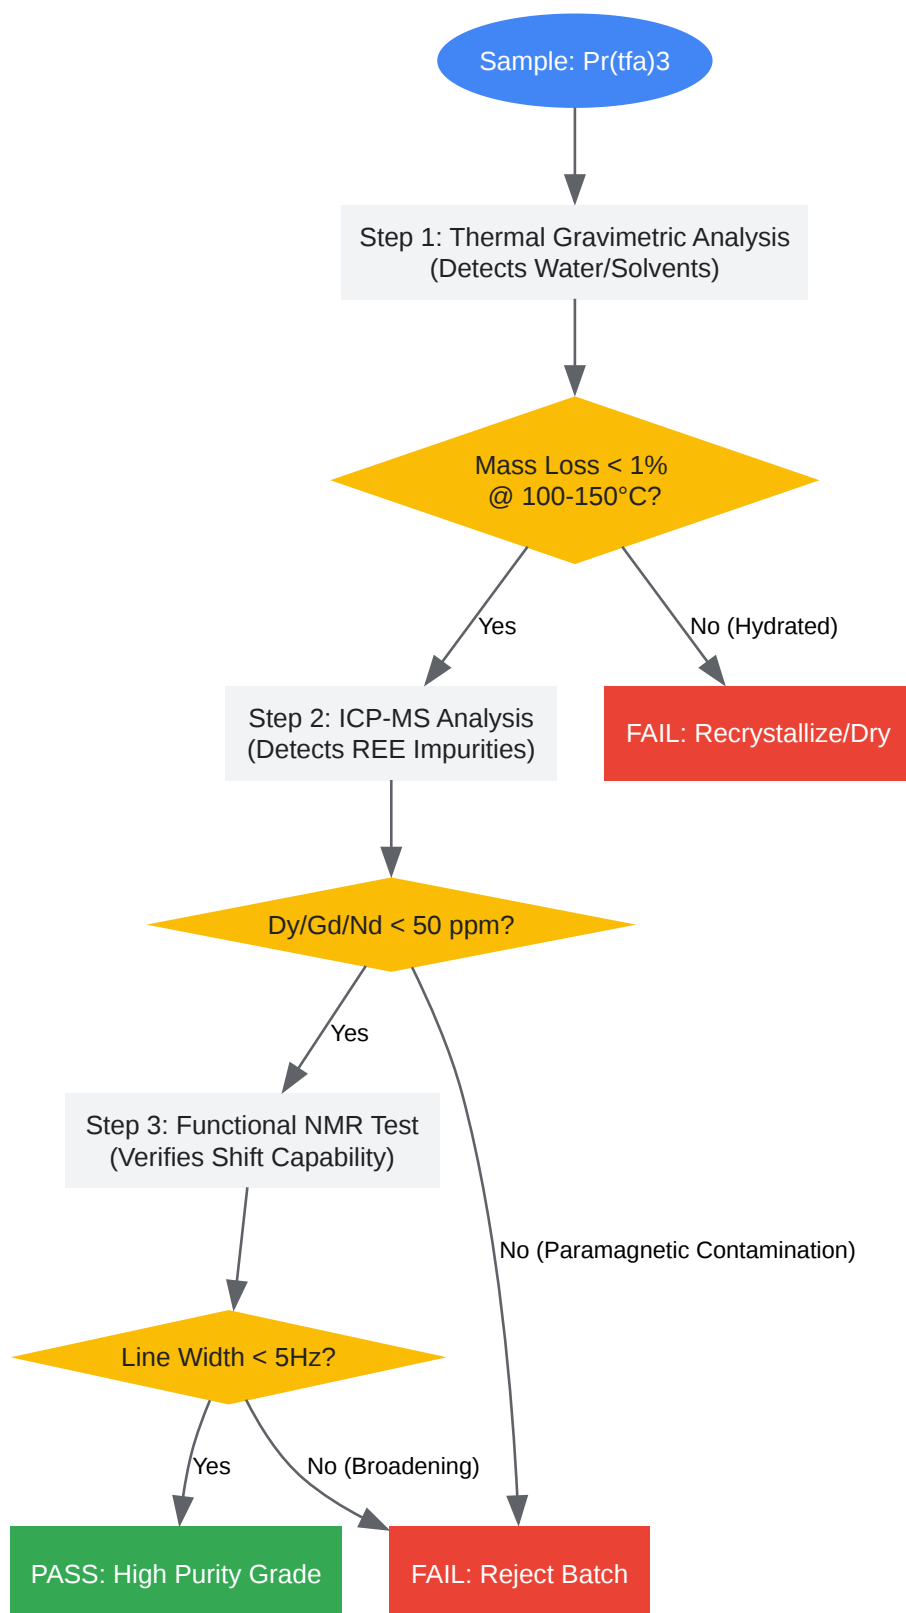 Sample: Pr(tfa)3
Step 1: Thermal Gravimetric Analysis
(Detects Water/Solvents)
Mass Loss < 1%
@ 100-150°C?
Yes
No (Hydrated)
Step 2: ICP-MS Analysis
(Detects REE Impurities)
FAIL: Recrystallize/Dry
Dy/Gd/Nd < 50 ppm?
Yes
Step 3: Functional NMR Test
(Verifies Shift Capability)
No (Paramagnetic Contamination)
Line Width < 5Hz?
Yes
No (Broadening)
PASS: High Purity Grade
FAIL: Reject Batch